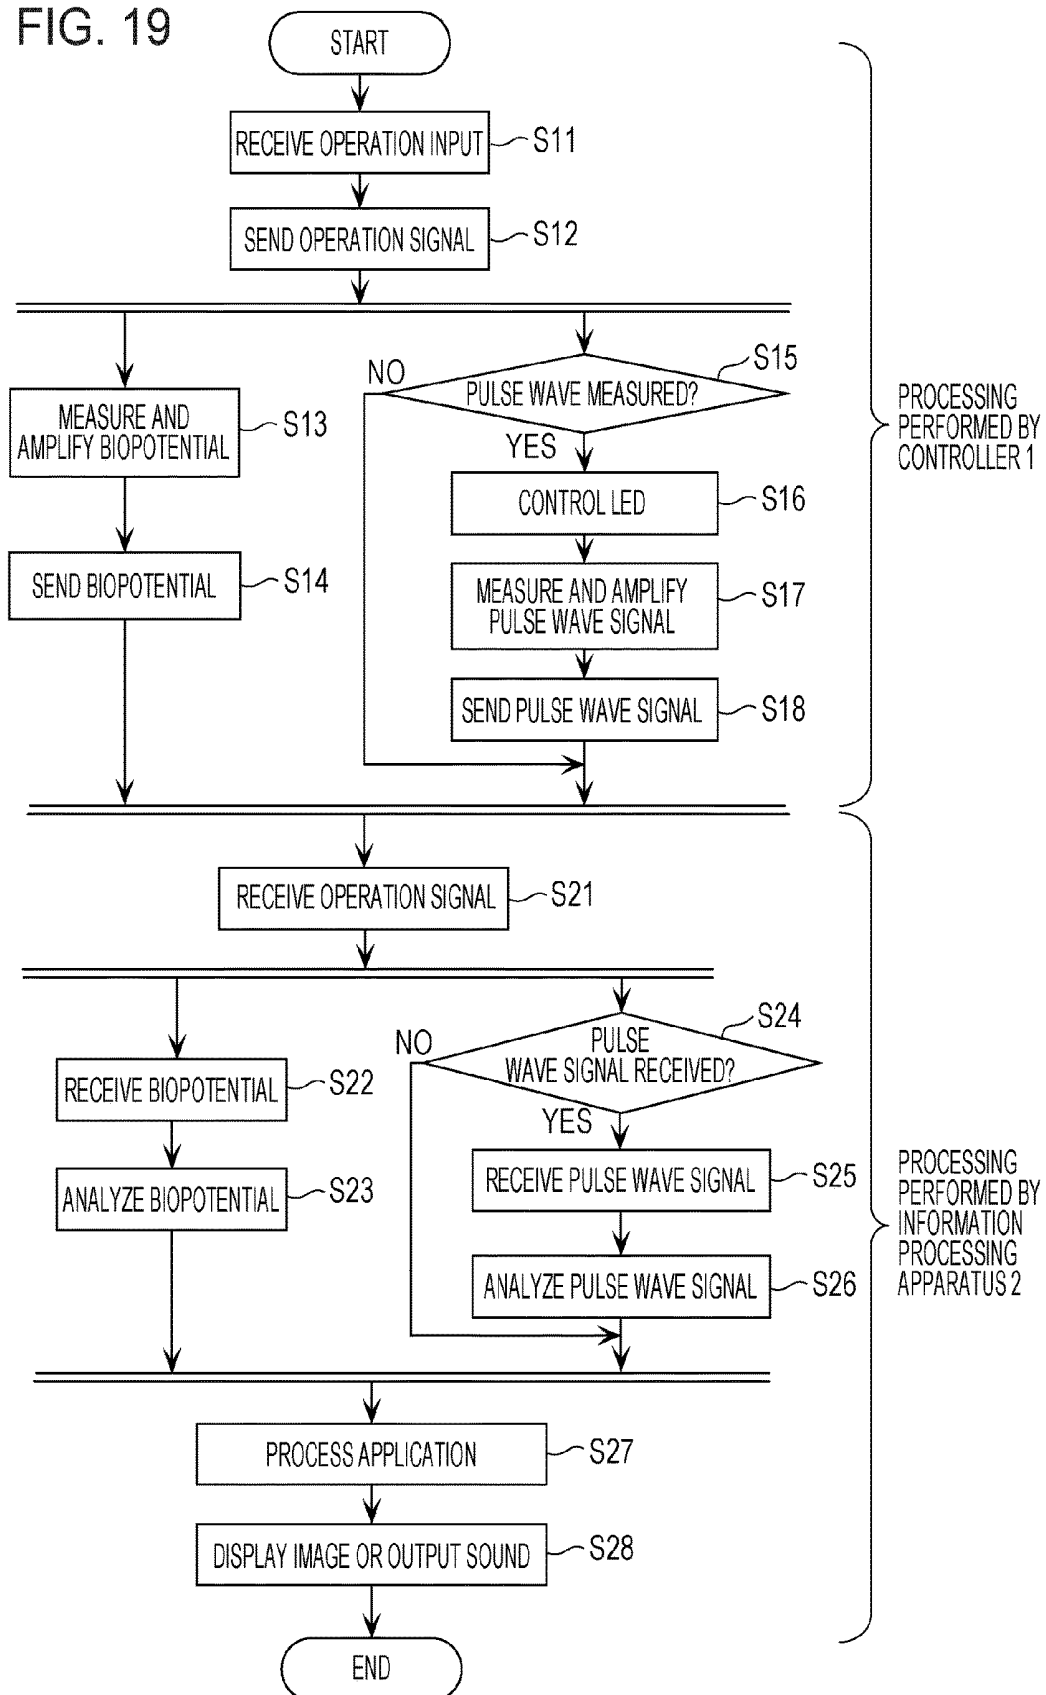 FIG. 19
START
RECEIVE OPERATION INPUT
S11
SEND OPERATION SIGNAL
S12
MEASURE AND
AMPLIFY BIOPOTENTIAL
S13
SEND BIOPOTENTIAL
S14
NO
PULSE WAVE MEASURED?
S15
YES
CONTROL LED
S16
MEASURE AND AMPLIFY
PULSE WAVE SIGNAL
S17
SEND PULSE WAVE SIGNAL
S18
PROCESSING
PERFORMED BY
CONTROLLER 1
RECEIVE OPERATION SIGNAL
S21
RECEIVE BIOPOTENTIAL
S22
ANALYZE BIOPOTENTIAL
S23
NO
PULSE
WAVE SIGNAL RECEIVED?
S24
YES
RECEIVE PULSE WAVE SIGNAL
S25
ANALYZE PULSE WAVE SIGNAL
S26
PROCESSING
PERFORMED BY
INFORMATION
PROCESSING
APPARATUS 2
PROCESS APPLICATION
S27
DISPLAY IMAGE OR OUTPUT SOUND
S28
END